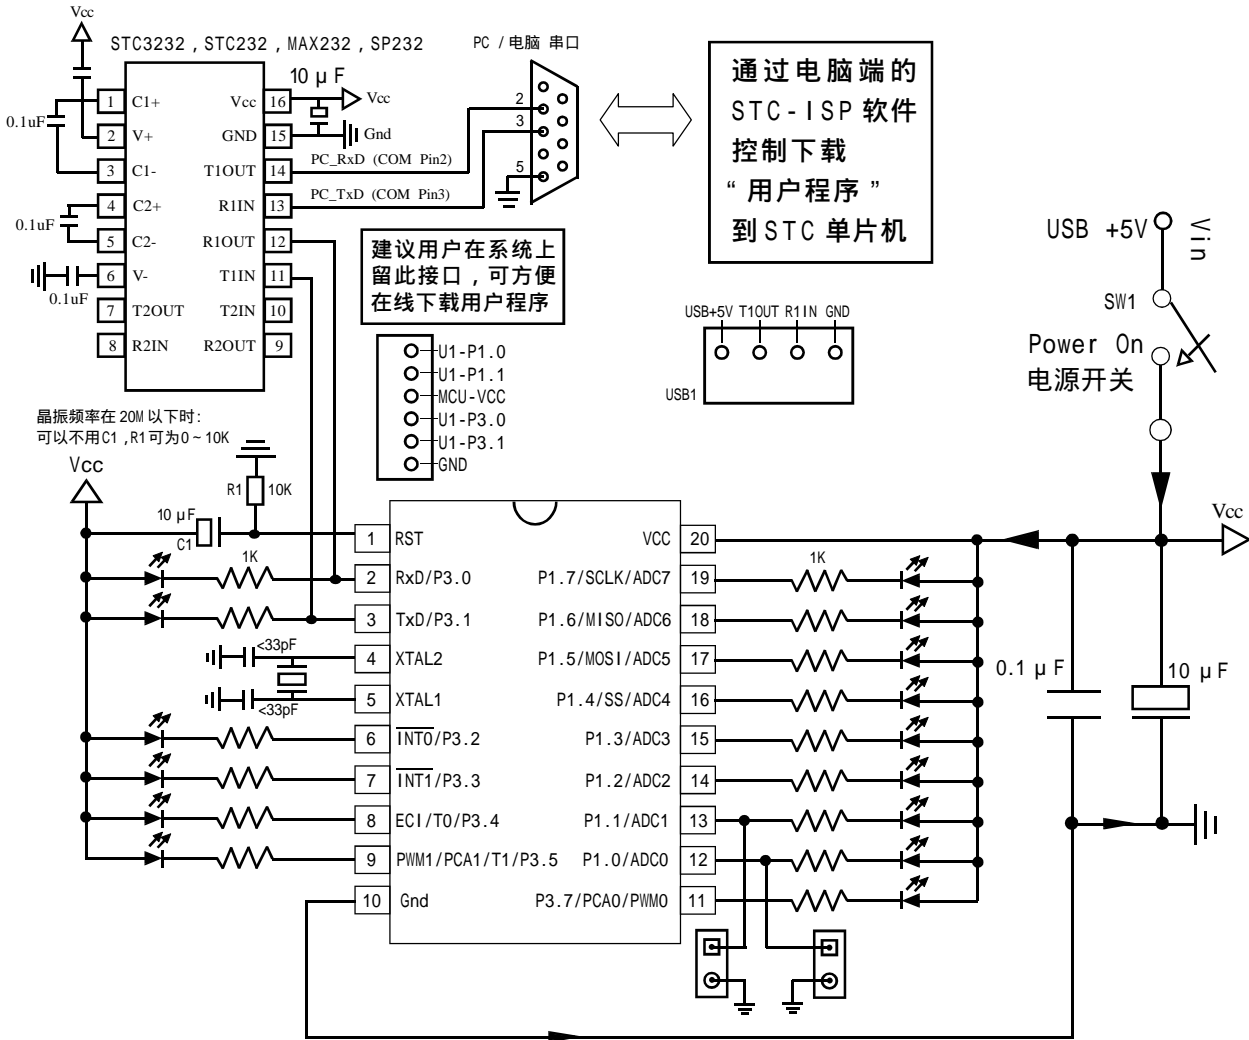 Vcc
STC3232 , STC232 , MAX232 , SP232
PC / 电脑 串口
10 μF
1 C1+
Vcc 16
Vcc
0.1uF
2 V+
GND 15
Gnd
3 C1-
T1OUT 14
PC_RxD (COM Pin2)
4 C2+
R1IN 13
PC_TxD (COM Pin3)
0.1uF
5 C2-
R1OUT 12
6 V-
T1IN 11
0.1uF
7 T2OUT
T2IN 10
8 R2IN
R2OUT 9
2
3
5
通过电脑端的
STC-ISP 软件
控制下载
“用户程序”
到STC 单片机
建议用户在系统上
留此接口，可方便
在线下载用户程序
U1-P1.0
U1-P1.1
MCU-VCC
U1-P3.0
U1-P3.1
GND
USB+5V T1OUT R1IN GND
USB1
USB +5V
Vin
SW1
Power On
电源开关
Vcc
晶振频率在20M以下时:
可以不用C1,R1可为0~10K
Vcc
R1
10K
10 μF
C1
1K
1 RST
VCC 20
2 RxD/P3.0
P1.7/SCLK/ADC7 19
1K
3 TxD/P3.1
P1.6/MISO/ADC6 18
<33pF
4 XTAL2
P1.5/MOSI/ADC5 17
5 XTAL1
P1.4/SS/ADC4 16
<33pF
6 INT0/P3.2
P1.3/ADC3 15
7 INT1/P3.3
P1.2/ADC2 14
8 ECI/T0/P3.4
P1.1/ADC1 13
9 PWM1/PCA1/T1/P3.5
P1.0/ADC0 12
10 Gnd
P3.7/PCA0/PWM0 11
0.1 μF
10 μF